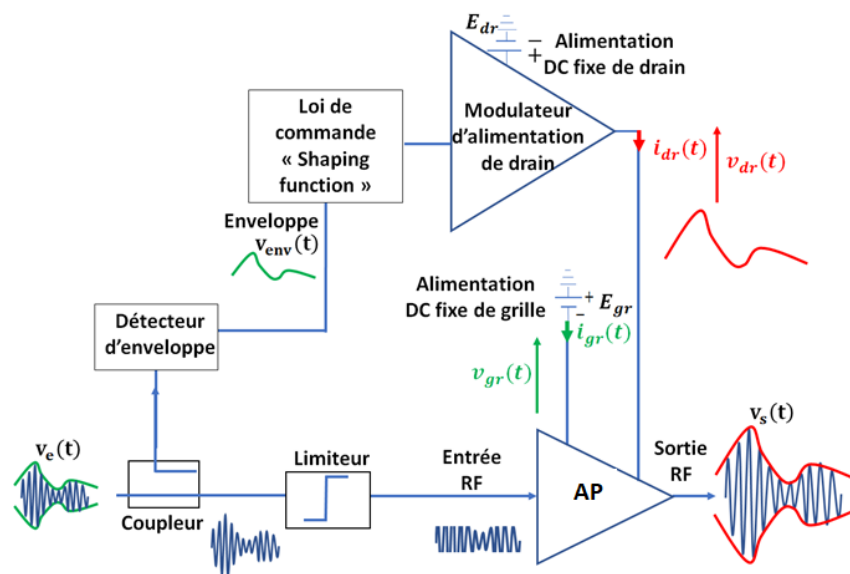 E_dr
−
+
Alimentation
DC fixe de drain
Loi de
commande
« Shaping
function »
Modulateur
d'alimentation
de drain
i_dr(t)
v_dr(t)
Enveloppe
v_env(t)
Alimentation
DC fixe de grille
+
−
E_gr
i_gr(t)
v_gr(t)
Détecteur
d'enveloppe
v_e(t)
Coupleur
Limiteur
Entrée
RF
AP
Sortie
RF
v_s(t)